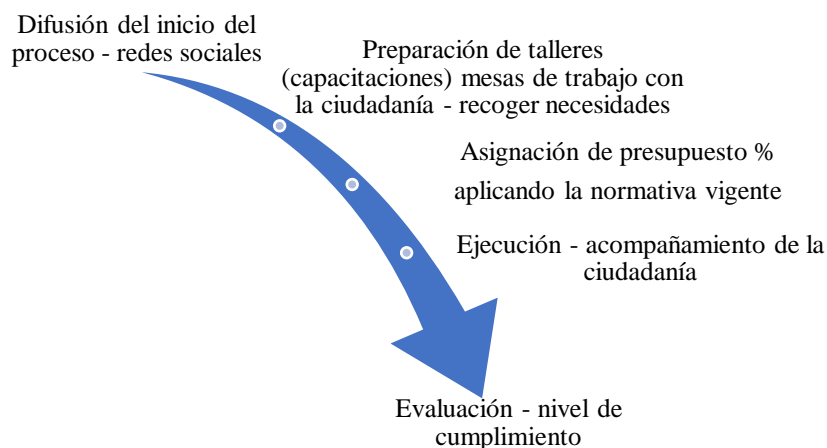 Difusión del inicio del
proceso - redes sociales
Preparación de talleres
(capacitaciones) mesas de trabajo con
la ciudadanía - recoger necesidades
Asignación de presupuesto %
aplicando la normativa vigente
Ejecución - acompañamiento de la
ciudadanía
Evaluación - nivel de
cumplimiento